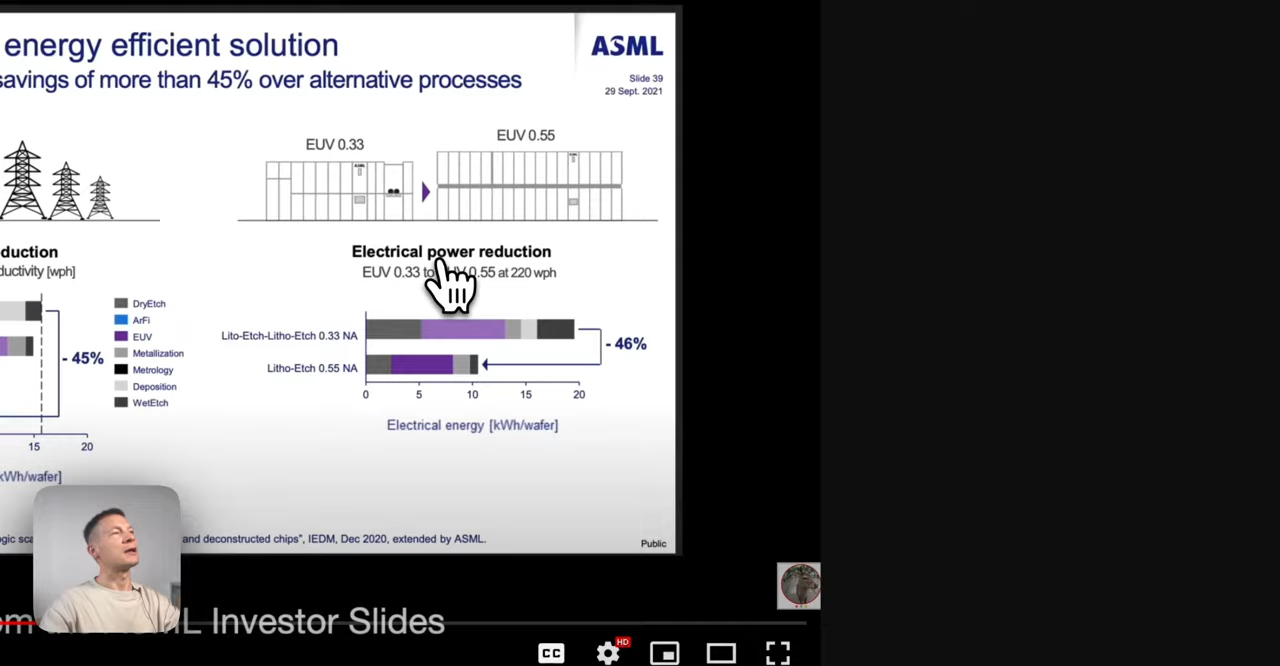 energy efficient solution
savings of more than 45% over alternative processes
ASML
Slide 39
29 Sept. 2021
EUV 0.33
EUV 0.55
duction
ductivity [wph]
- 45%
15
20
kWh/wafer]
DryEtch
ArFi
EUV
Metallization
Metrology
Deposition
WetEtch
Electrical power reduction
EUV 0.33 to 0.55 at 220 wph
Lito-Etch-Litho-Etch 0.33 NA
Litho-Etch 0.55 NA
- 46%
0
5
10
15
20
Electrical energy [kWh/wafer]
and deconstructed chips", IEDM, Dec 2020, extended by ASML.
Public
L Investor Slides
CC
HD